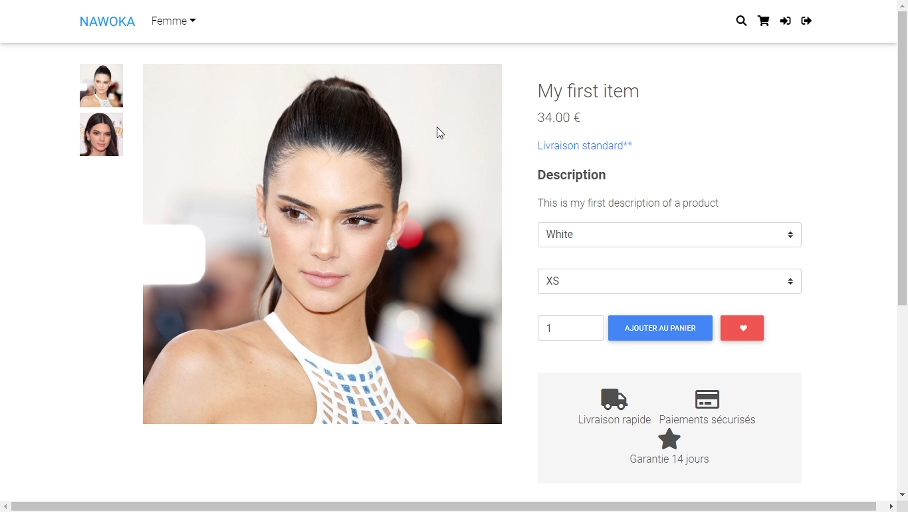 NAWOKA Femme
My first item
34.00 €
Livraison standard**
Description
This is my first description of a product
White
XS
1 AJOUTER AU PANIER
Livraison rapide Paiements sécurisés
Garantie 14 jours